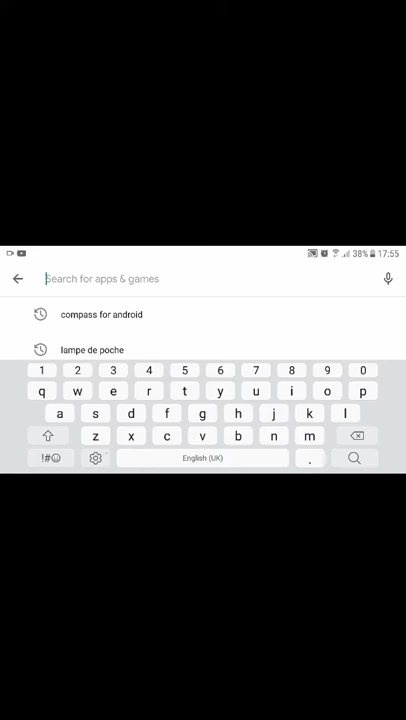 38% 17:55
Search for apps & games
compass for android
lampe de poche
1 2 3 4 5 6 7 8 9 0
q w e r t y u i o p
a s d f g h j k l
z x c v b n m
!#☺ English (UK) .